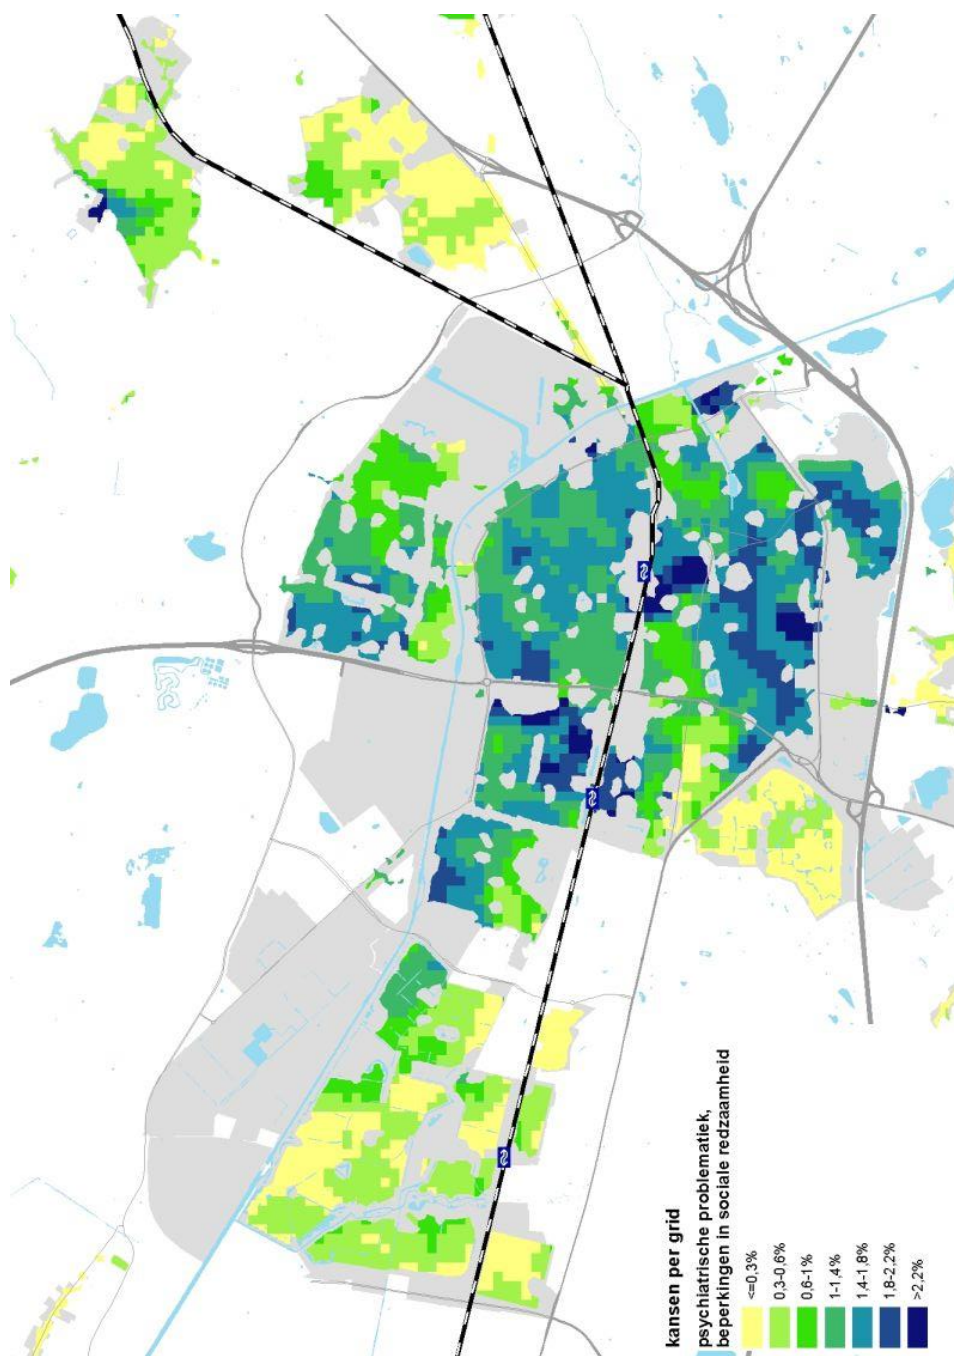 kansen per grid
psychiatrische problematiek,
beperkingen in sociale redzaamheid
<=0,3%
0,3-0,6%
0,6-1%
1-1,4%
1,4-1,8%
1,8-2,2%
>2,2%